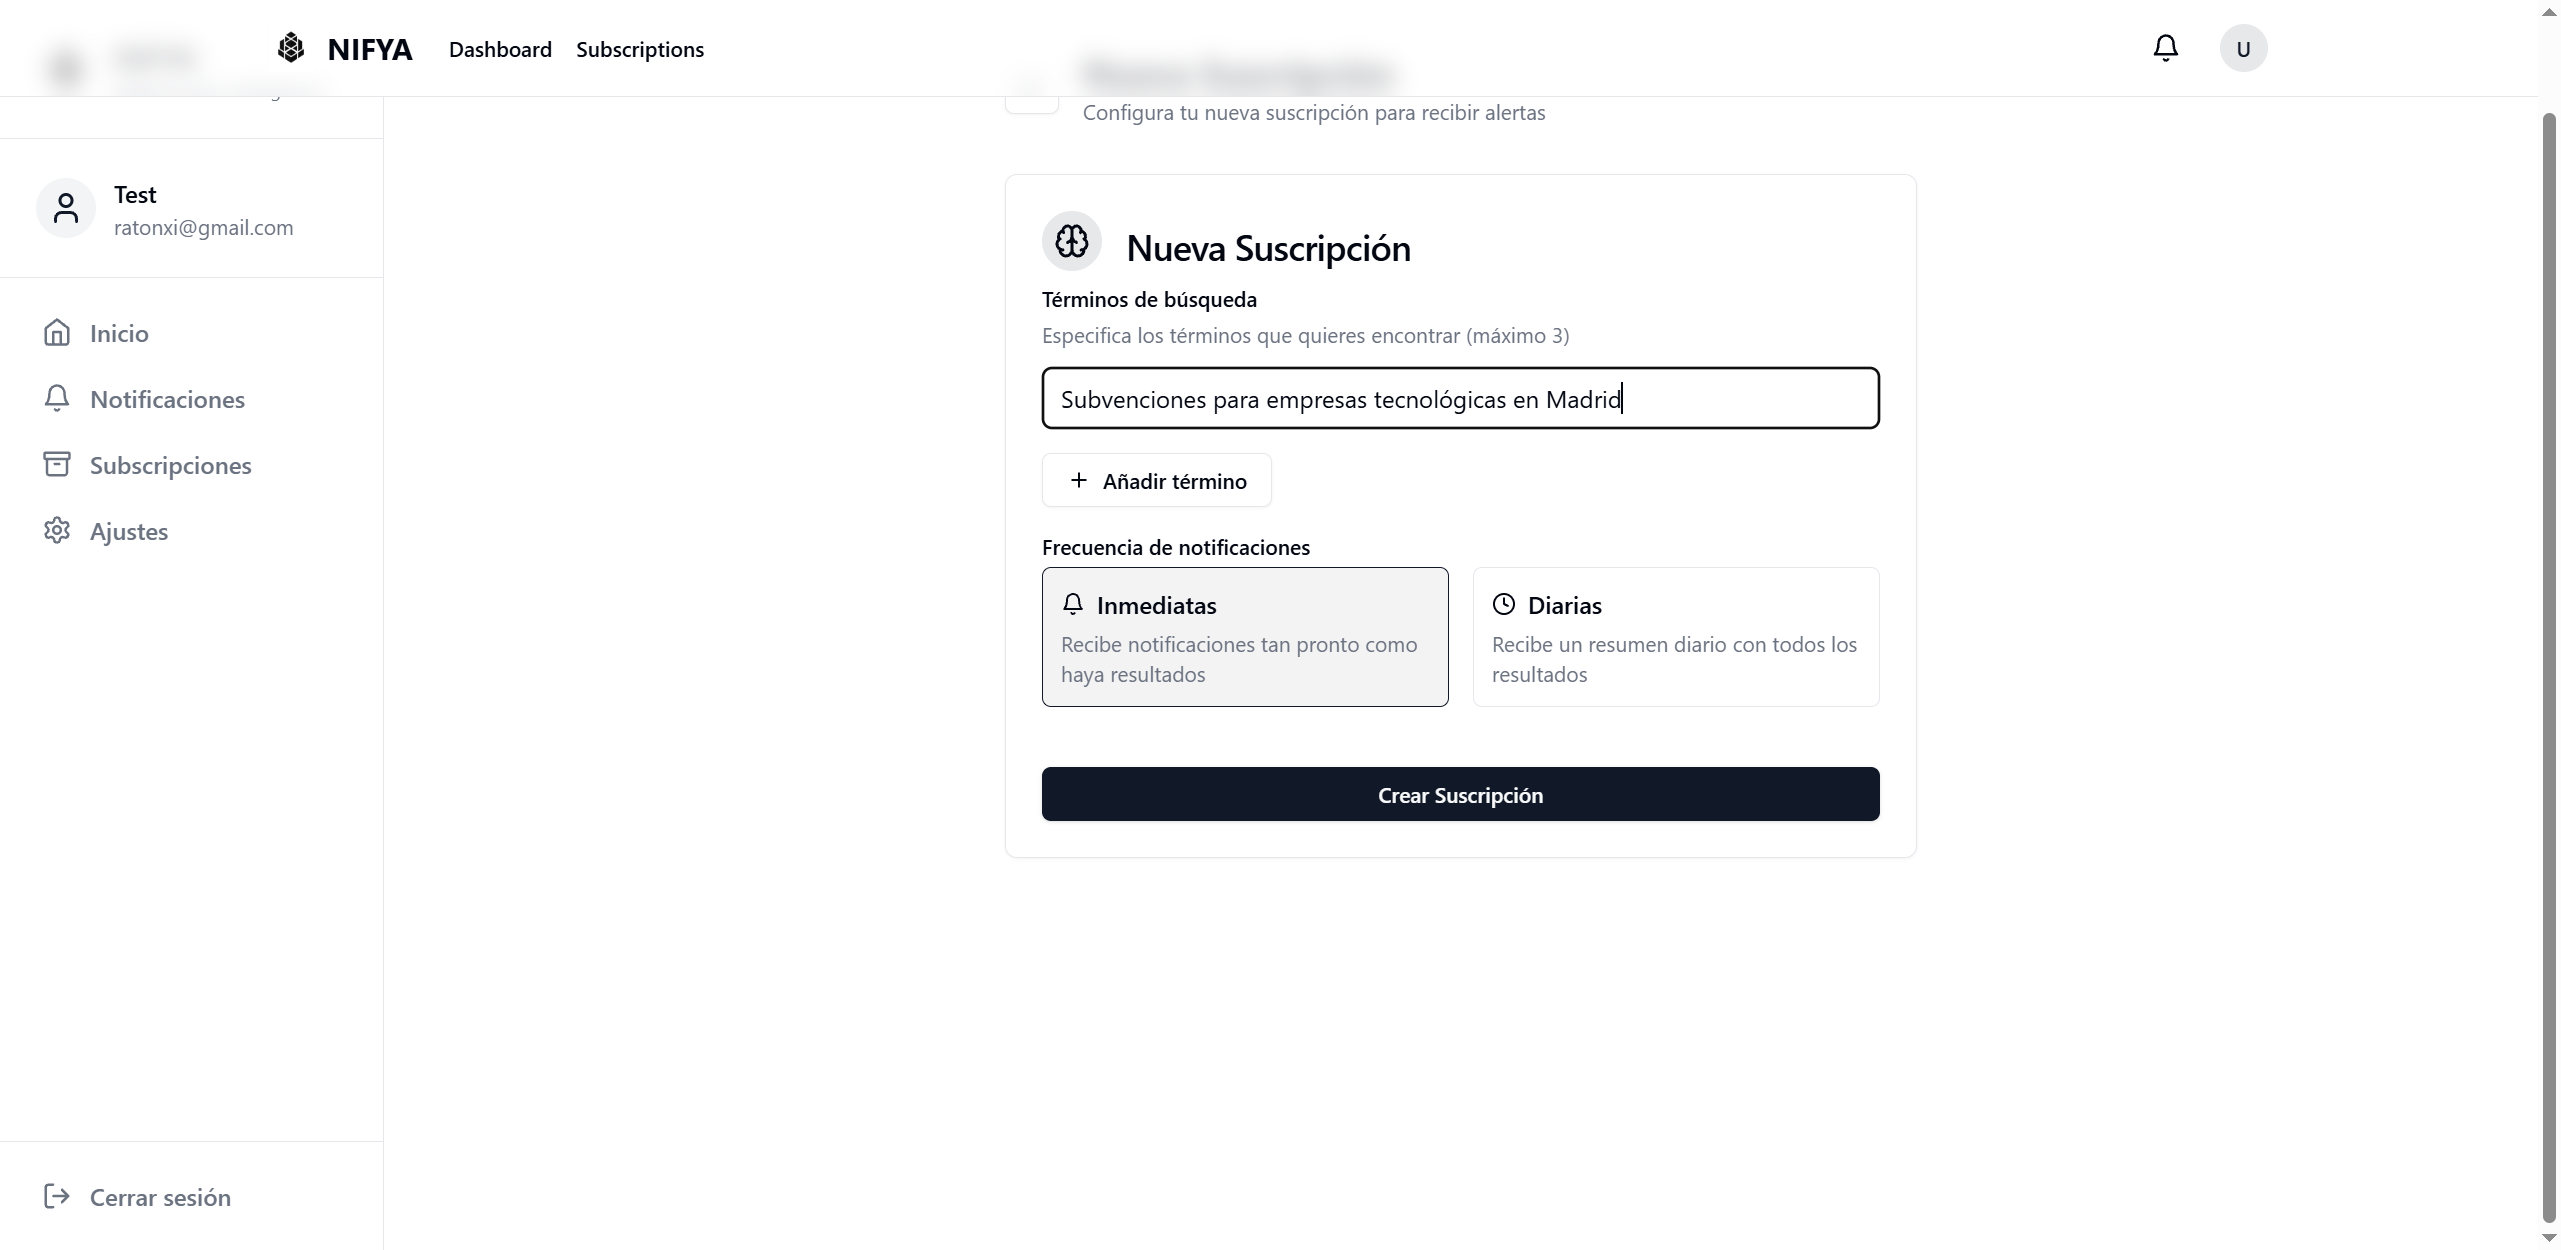 NIFYA
Dashboard
Subscriptions
U
Configura tu nueva suscripción para recibir alertas
Test
ratonxi@gmail.com
Inicio
Notificaciones
Subscripciones
Ajustes
Cerrar sesión
Nueva Suscripción
Términos de búsqueda
Especifica los términos que quieres encontrar (máximo 3)
Subvenciones para empresas tecnológicas en Madrid
Añadir término
Frecuencia de notificaciones
Inmediatas
Recibe notificaciones tan pronto como
haya resultados
Diarias
Recibe un resumen diario con todos los
resultados
Crear Suscripción